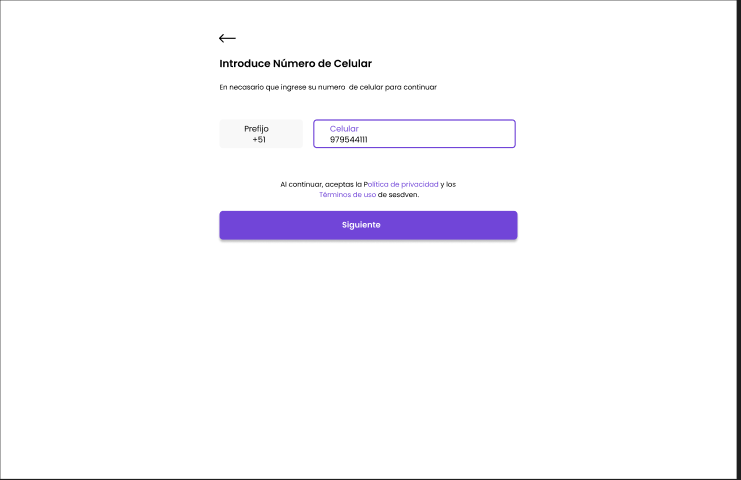 Introduce Número de Celular
En necasario que ingrese su numero de celular para continuar
Prefijo
+51
Celular
979544111
Al continuar, aceptas la Política de privacidad y los
Términos de uso de sesdven.
Siguiente